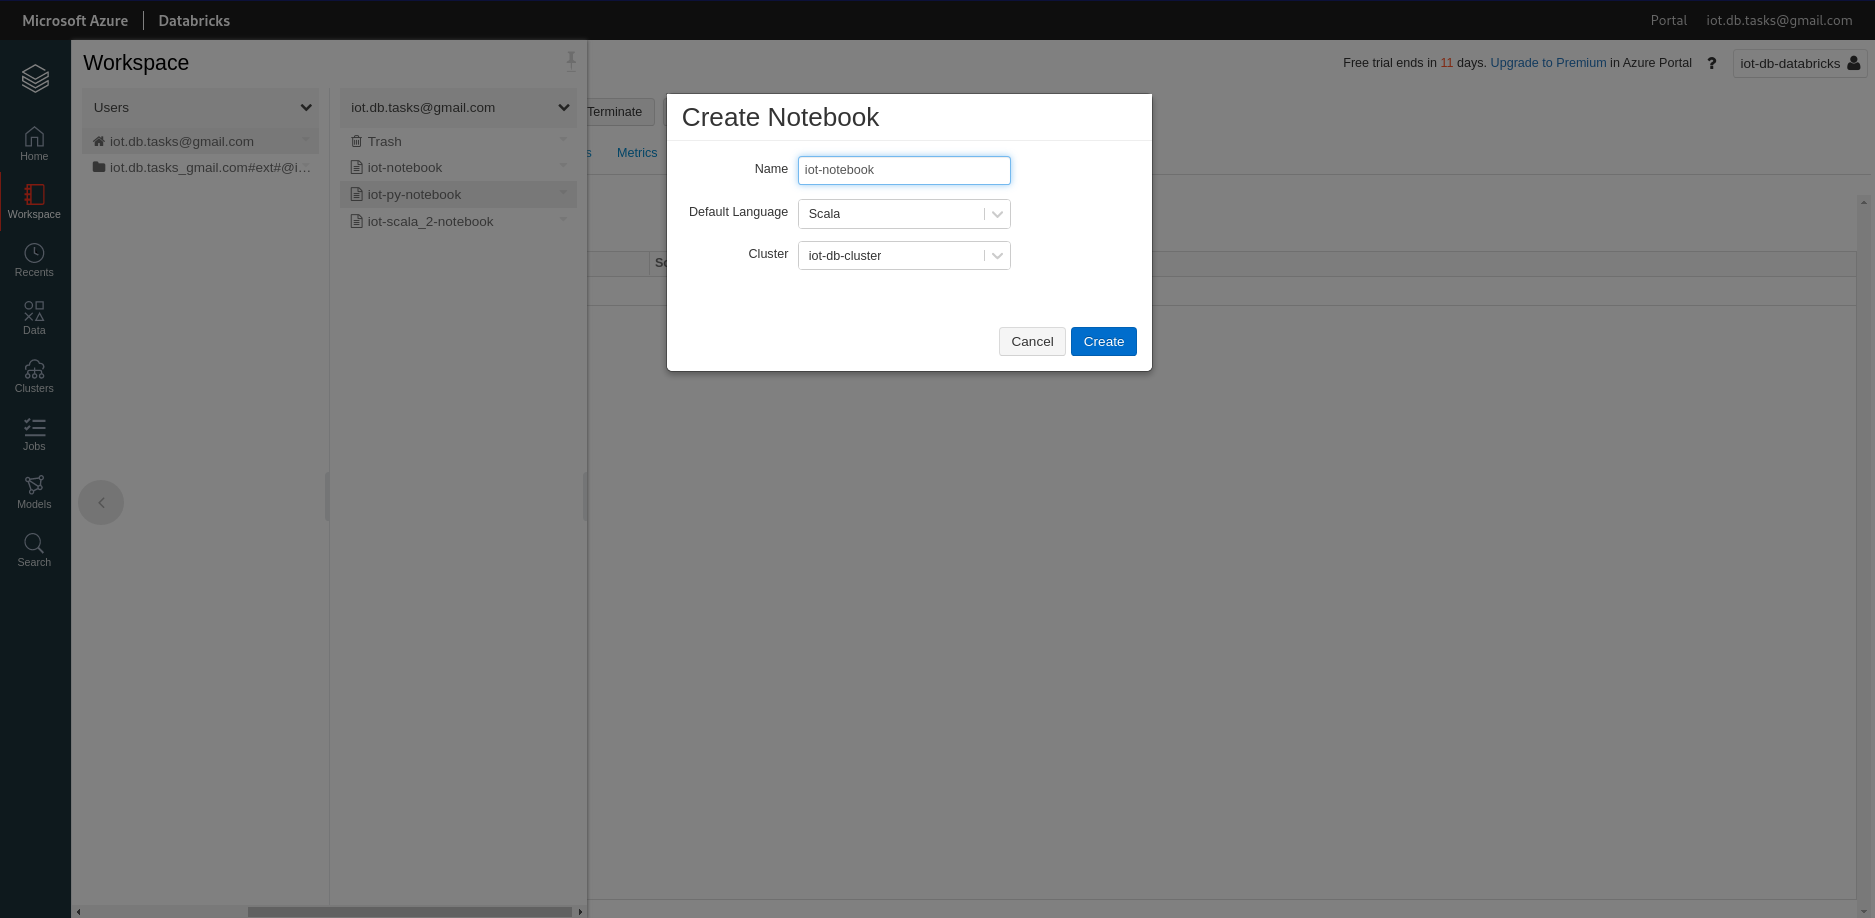 Microsoft Azure | Databricks
Portal iot.db.tasks@gmail.com
Workspace
Free trial ends in 11 days. Upgrade to Premium in Azure Portal ? iot-db-databricks
Users
iot.db.tasks@gmail.com
iot.db.tasks_gmail.com#ext#@i...
iot.db.tasks@gmail.com
Trash
iot-notebook
iot-py-notebook
iot-scala_2-notebook
Home
Workspace
Recents
Data
Clusters
Jobs
Models
Search
Terminate
Metrics
Create Notebook
Name iot-notebook
Default Language Scala
Cluster iot-db-cluster
Cancel Create